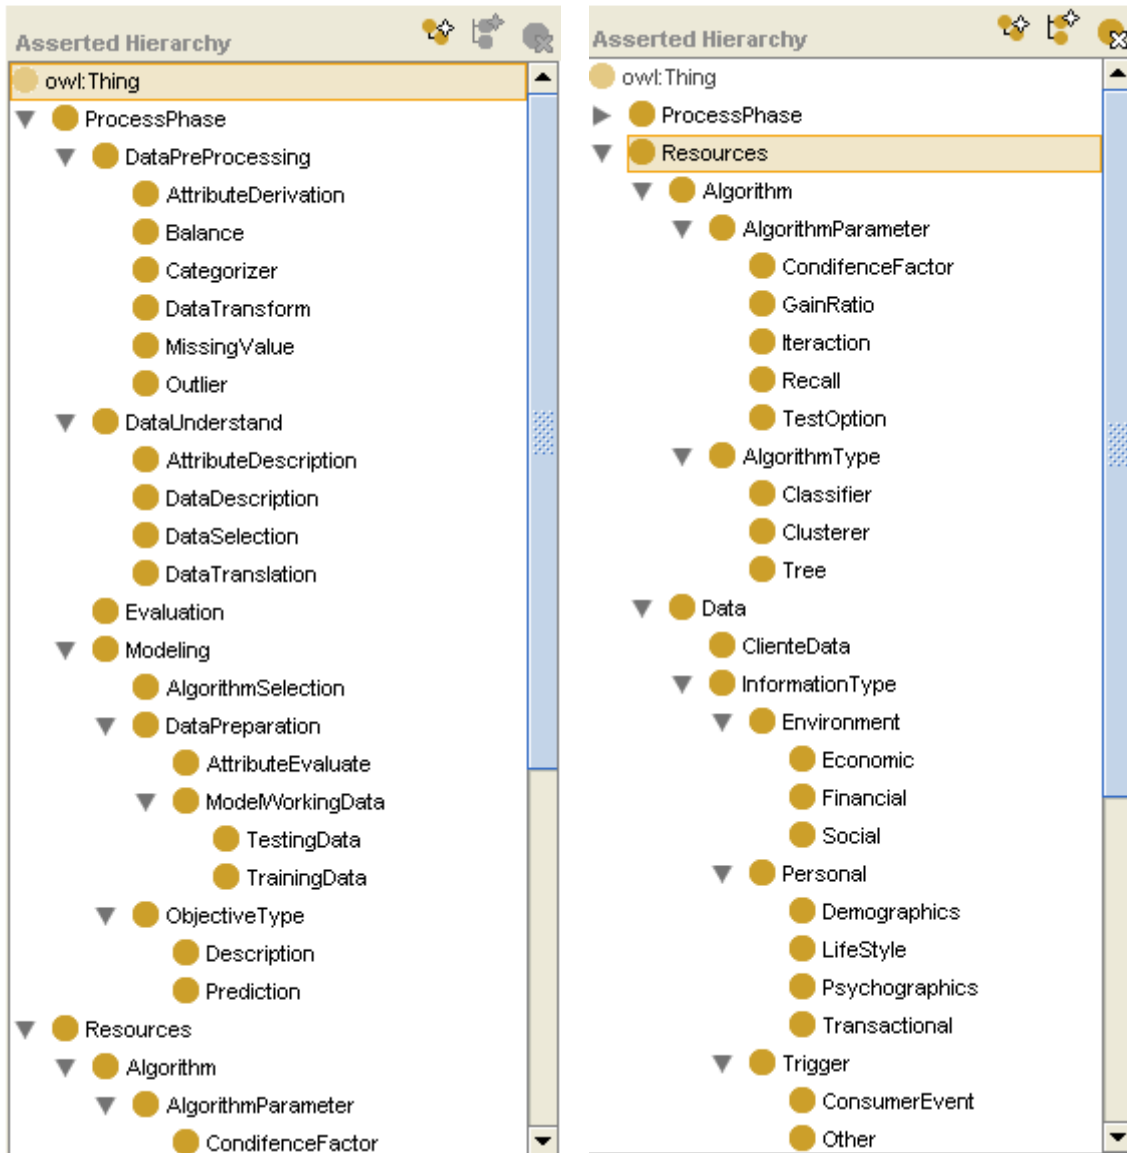 Asserted Hierarchy
owl:Thing
ProcessPhase
DataPreProcessing
AttributeDerivation
Balance
Categorizer
DataTransform
MissingValue
Outlier
DataUnderstand
AttributeDescription
DataDescription
DataSelection
DataTranslation
Evaluation
Modeling
AlgorithmSelection
DataPreparation
AttributeEvaluate
ModelWorkingData
TestingData
TrainingData
ObjectiveType
Description
Prediction
Resources
Algorithm
AlgorithmParameter
CondifenceFactor
Asserted Hierarchy
owl:Thing
ProcessPhase
Resources
Algorithm
AlgorithmParameter
CondifenceFactor
GainRatio
Iteraction
Recall
TestOption
AlgorithmType
Classifier
Clusterer
Tree
Data
ClienteData
InformationType
Environment
Economic
Financial
Social
Personal
Demographics
LifeStyle
Psychographics
Transactional
Trigger
ConsumerEvent
Other